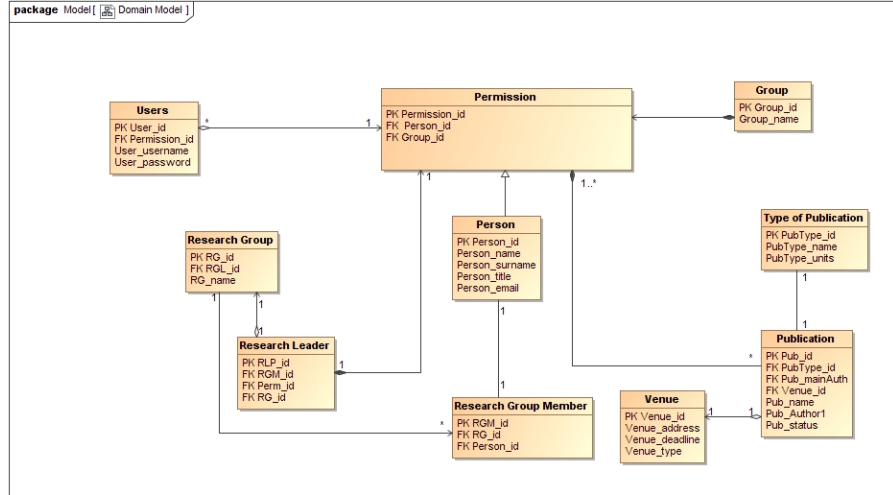 package Model [ Domain Model ]
Users
PK User_id
FK Permission_id
User_username
User_password
*
1
Permission
PK Permission_id
FK Person_id
FK Group_id
Group
PK Group_id
Group_name
1
1..*
Research Group
PK RG_id
FK RGL_id
RG_name
1
1
1
Person
PK Person_id
Person_name
Person_surname
Person_title
Person_email
1
1
Type of Publication
PK PubType_id
PubType_name
PubType_units
1
1
Research Leader
PK RLP_id
FK RGM_id
FK Perm_id
FK RG_id
1
*
Research Group Member
PK RGM_id
FK RG_id
FK Person_id
*
Publication
PK Pub_id
FK PubType_id
FK Pub_mainAuth
FK Venue_id
Pub_name
Pub_Author1
Pub_status
Venue
PK Venue_id
Venue_address
Venue_deadline
Venue_type
1
1